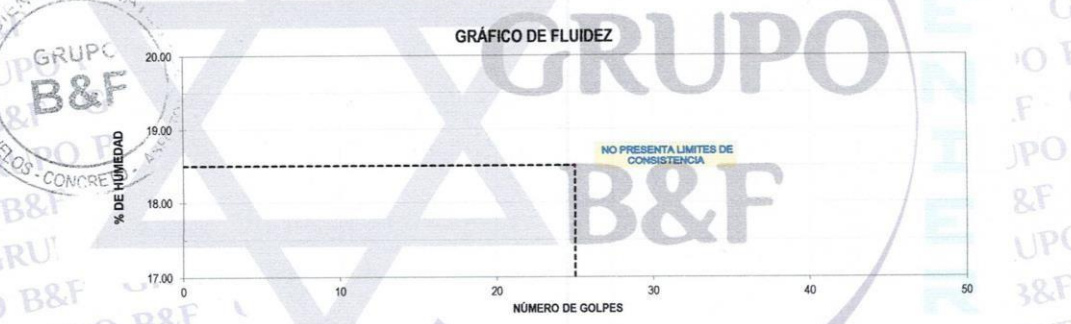 GRÁFICO DE FLUIDEZ
GRUPO
B&F
GRUPO
B&F
CONCRETO
% DE HUMEDAD
20.00
19.00
18.00
17.00
NO PRESENTA LIMITES DE
CONSISTENCIA
0
10
20
30
40
50
NÚMERO DE GOLPES